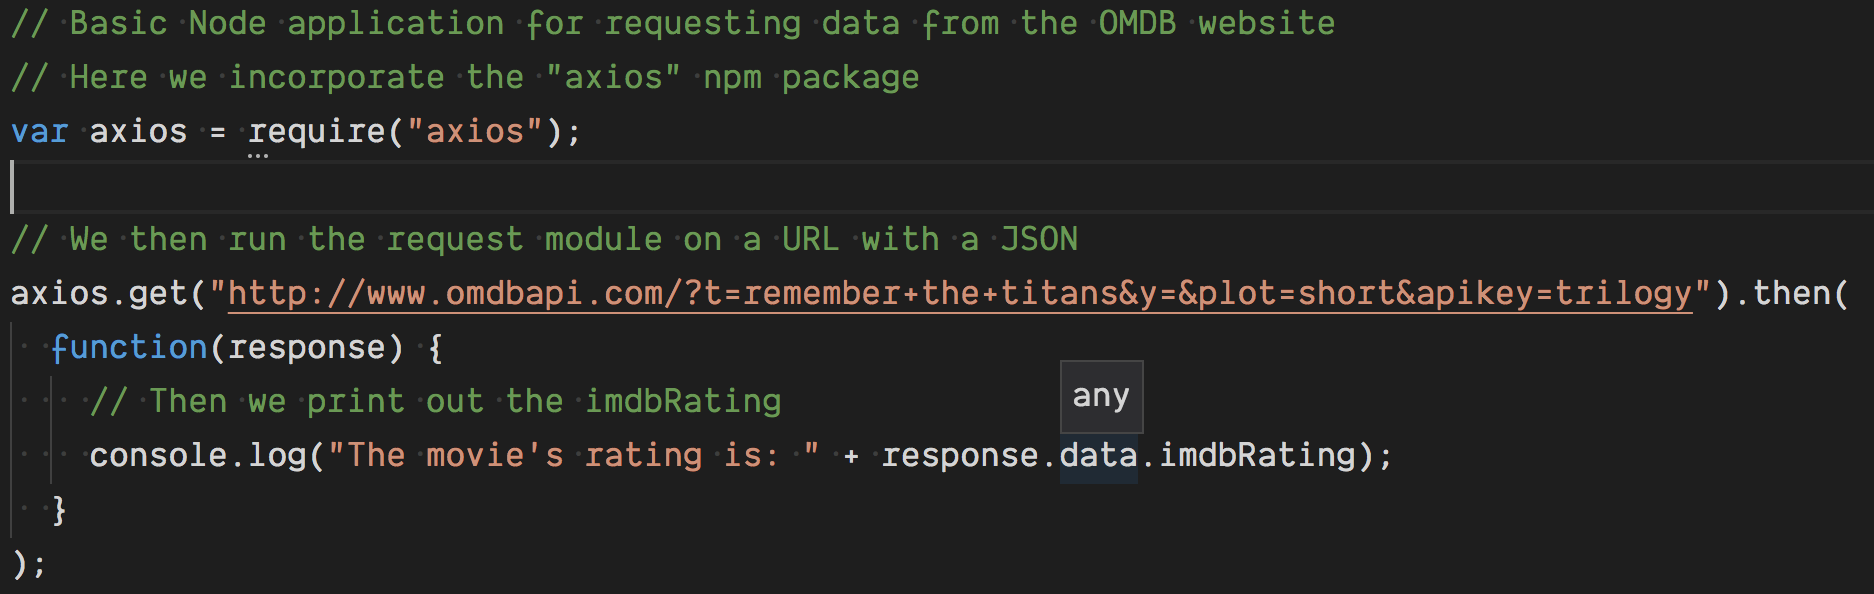 // Basic Node application for requesting data from the OMDB website
// Here we incorporate the "axios" npm package
var axios = require("axios");
// We then run the request module on a URL with a JSON
axios.get("http://www.omdbapi.com/?t=remember+the+titans&y=&plot=short&apikey=trilogy").then(
function(response) {
// Then we print out the imdbRating
any
console.log("The movie's rating is: " + response.data.imdbRating);
}
);